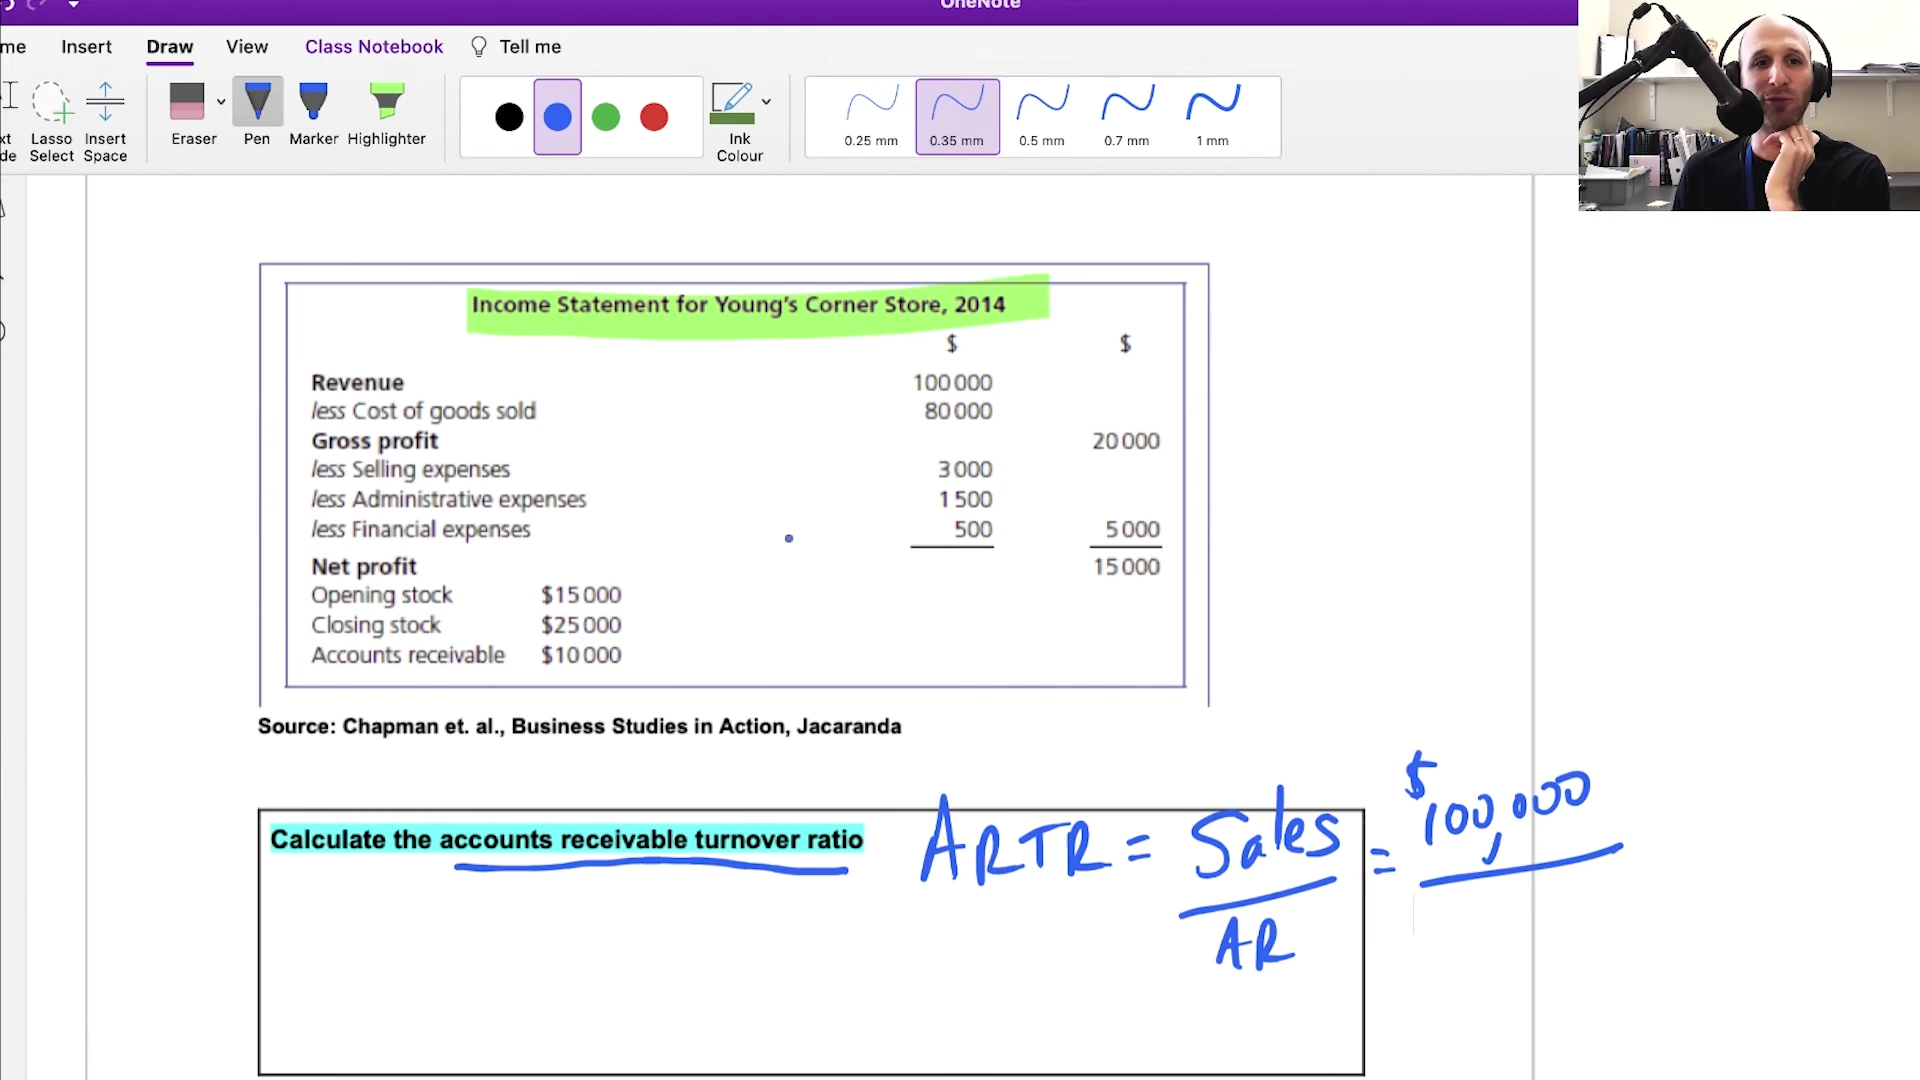 OneNote
Insert Draw View Class Notebook Tell me
Lasso Select
Insert Space
Eraser
Pen
Marker
Highlighter
Ink Colour
0.25 mm
0.35 mm
0.5 mm
0.7 mm
1 mm
Income Statement for Young's Corner Store, 2014
$ $
Revenue 100 000
less Cost of goods sold 80 000
Gross profit 20 000
less Selling expenses 3 000
less Administrative expenses 1 500
less Financial expenses 500 5 000
Net profit 15 000
Opening stock $15 000
Closing stock $25 000
Accounts receivable $10 000
Source: Chapman et. al., Business Studies in Action, Jacaranda
Calculate the accounts receivable turnover ratio
ARTR = Sales / AR = $100,000